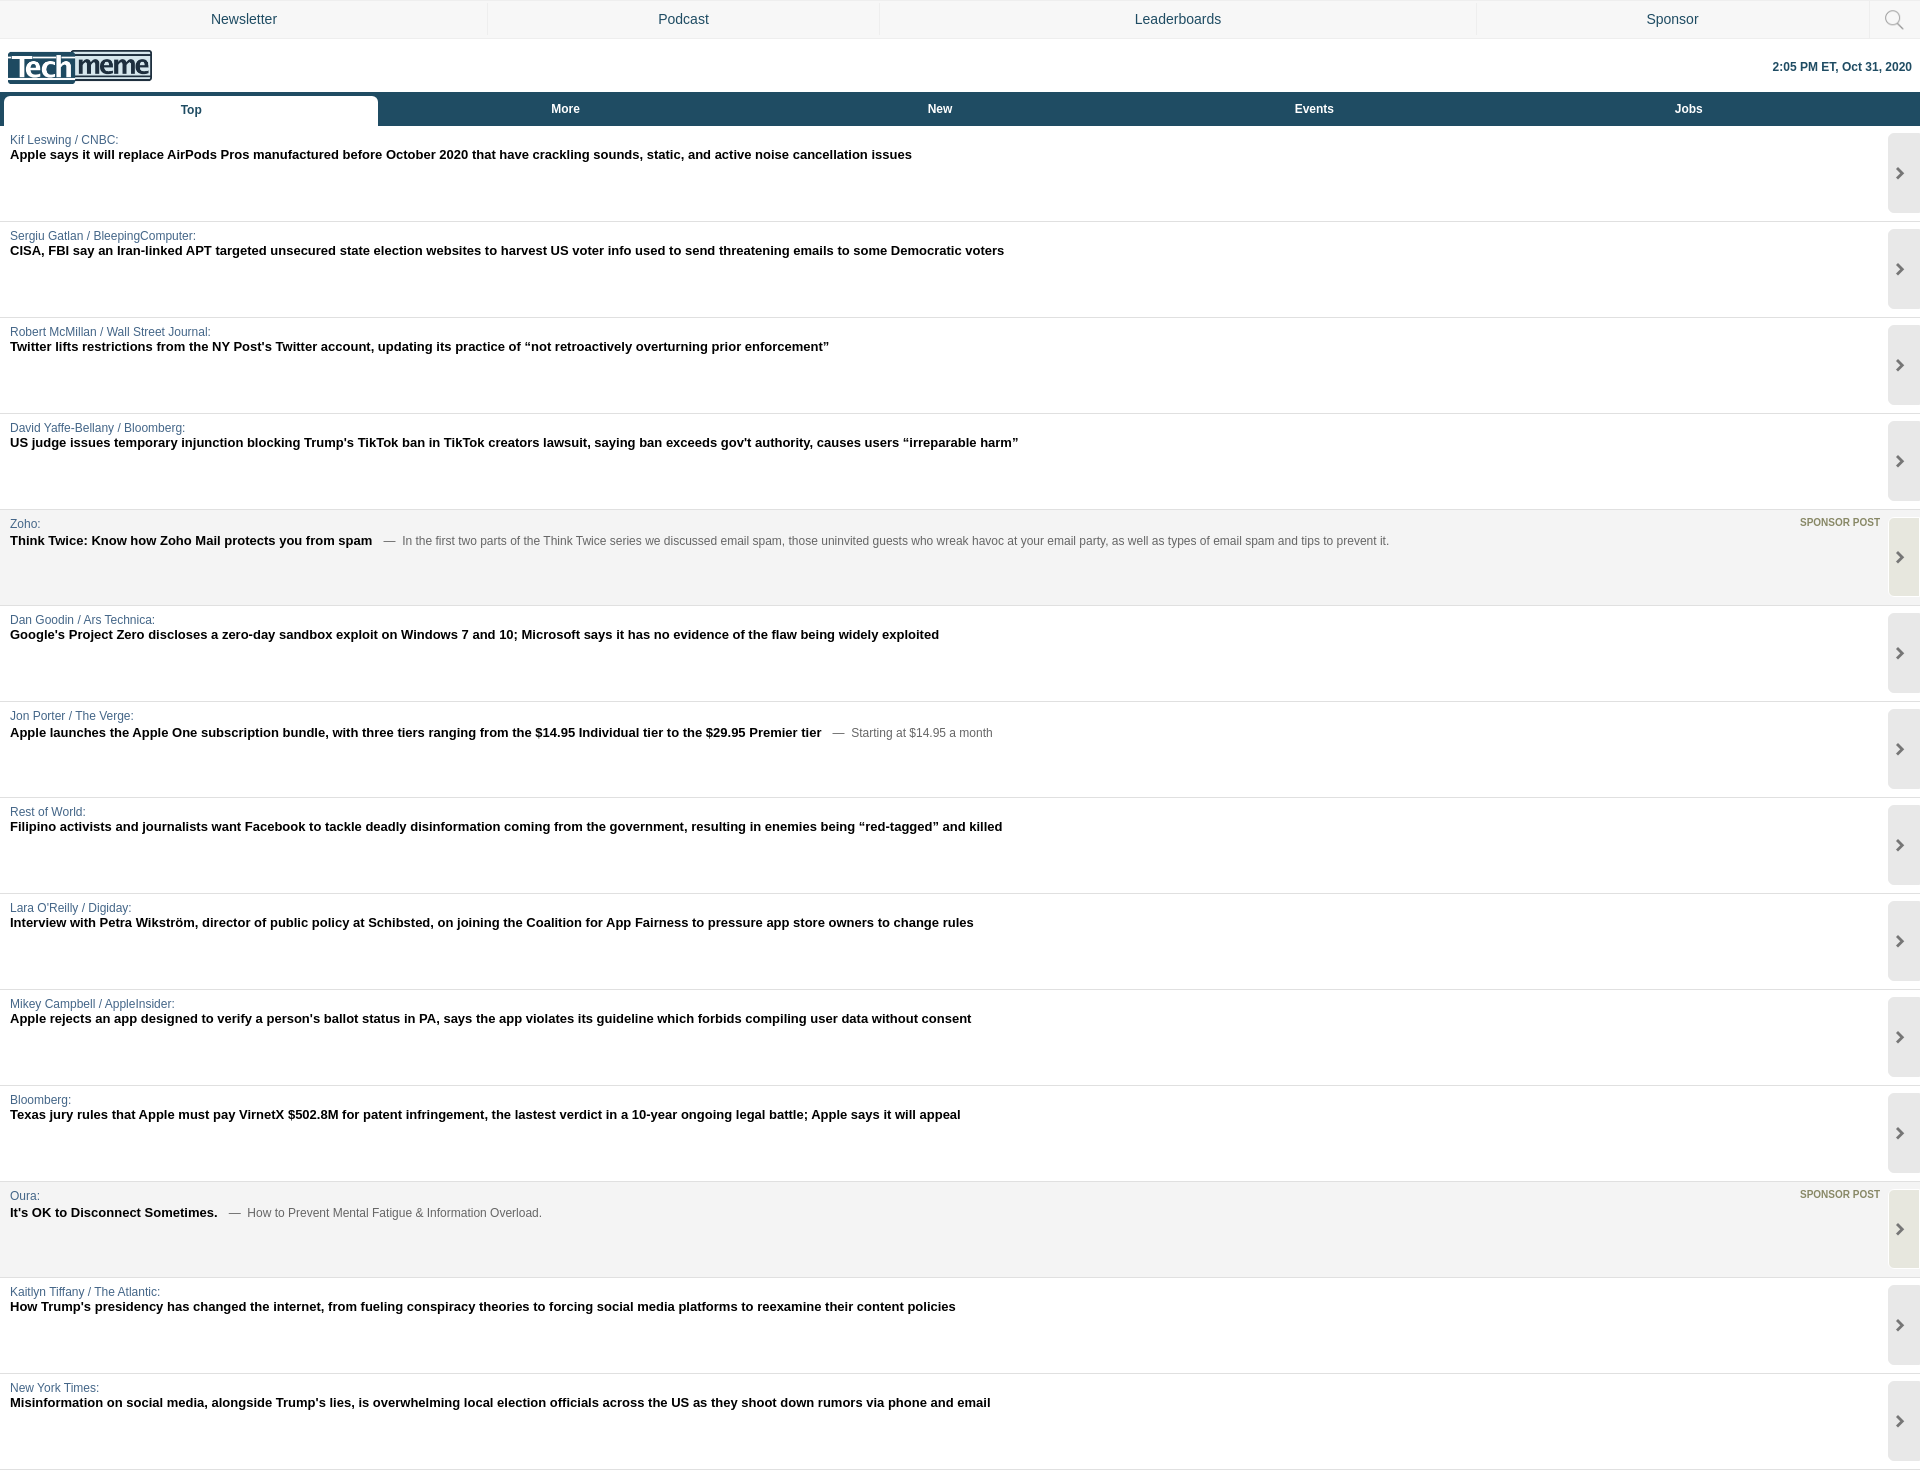 Newsletter
Podcast
Leaderboards
Sponsor
Techmeme
2:05 PM ET, Oct 31, 2020
Top
More
New
Events
Jobs
Kif Leswing / CNBC:
Apple says it will replace AirPods Pros manufactured before October 2020 that have crackling sounds, static, and active noise cancellation issues
Sergiu Gatlan / BleepingComputer:
CISA, FBI say an Iran-linked APT targeted unsecured state election websites to harvest US voter info used to send threatening emails to some Democratic voters
Robert McMillan / Wall Street Journal:
Twitter lifts restrictions from the NY Post's Twitter account, updating its practice of “not retroactively overturning prior enforcement”
David Yaffe-Bellany / Bloomberg:
US judge issues temporary injunction blocking Trump's TikTok ban in TikTok creators lawsuit, saying ban exceeds gov't authority, causes users “irreparable harm”
Zoho:
SPONSOR POST
Think Twice: Know how Zoho Mail protects you from spam — In the first two parts of the Think Twice series we discussed email spam, those uninvited guests who wreak havoc at your email party, as well as types of email spam and tips to prevent it.
Dan Goodin / Ars Technica:
Google's Project Zero discloses a zero-day sandbox exploit on Windows 7 and 10; Microsoft says it has no evidence of the flaw being widely exploited
Jon Porter / The Verge:
Apple launches the Apple One subscription bundle, with three tiers ranging from the $14.95 Individual tier to the $29.95 Premier tier — Starting at $14.95 a month
Rest of World:
Filipino activists and journalists want Facebook to tackle deadly disinformation coming from the government, resulting in enemies being “red-tagged” and killed
Lara O'Reilly / Digiday:
Interview with Petra Wikström, director of public policy at Schibsted, on joining the Coalition for App Fairness to pressure app store owners to change rules
Mikey Campbell / AppleInsider:
Apple rejects an app designed to verify a person's ballot status in PA, says the app violates its guideline which forbids compiling user data without consent
Bloomberg:
Texas jury rules that Apple must pay VirnetX $502.8M for patent infringement, the lastest verdict in a 10-year ongoing legal battle; Apple says it will appeal
Oura:
SPONSOR POST
It's OK to Disconnect Sometimes. — How to Prevent Mental Fatigue & Information Overload.
Kaitlyn Tiffany / The Atlantic:
How Trump's presidency has changed the internet, from fueling conspiracy theories to forcing social media platforms to reexamine their content policies
New York Times:
Misinformation on social media, alongside Trump's lies, is overwhelming local election officials across the US as they shoot down rumors via phone and email